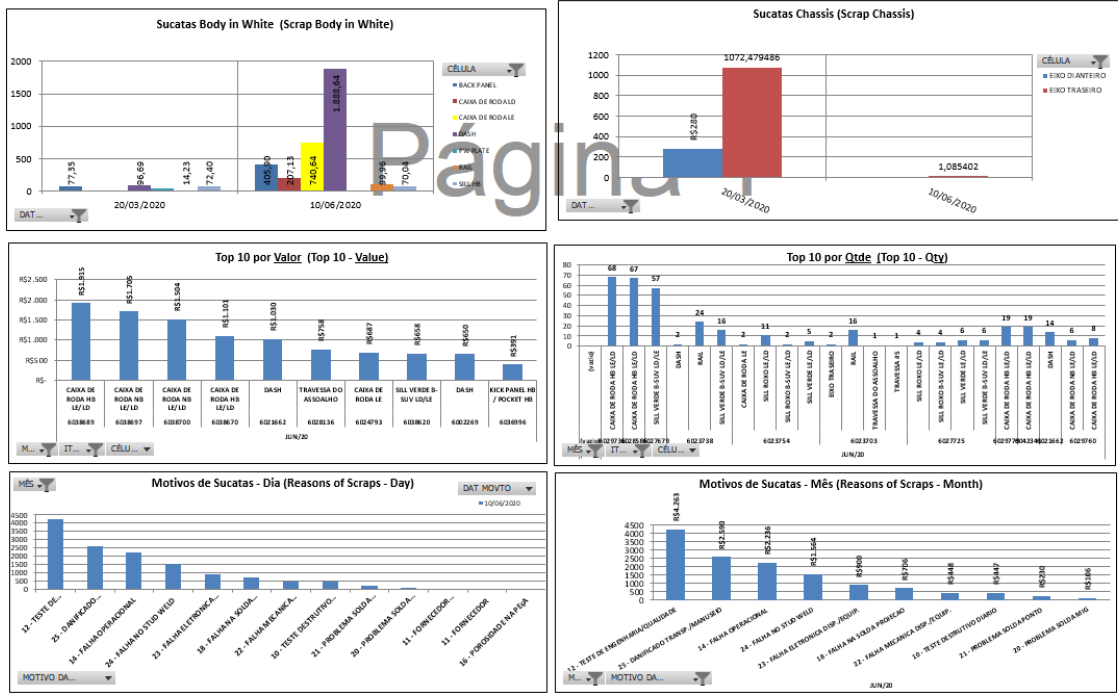 Sucatas Body in White (Scrap Body in White)
2000
1500
1000
500
0
77,35
96,69
14,23
72,40
405,90
207,13
740,64
1.888,64
99,96
70,04
20/03/2020
10/06/2020
CÉLULA
BACK PANEL
CAIXA DE RODA LD
CAIXA DE RODA LE
DASH
RAIL
SILL HB
DAT...
Página 1
Sucatas Chassis (Scrap Chassis)
1200
1000
800
600
400
200
0
R$280
1072,479486
1,085402
20/03/2020
10/06/2020
CÉLULA
EIXO DIANTEIRO
EIXO TRASEIRO
DAT...
Top 10 por Valor (Top 10 - Value)
R$2.500
R$2.000
R$1.500
R$1.000
R$500
R$-
R$1.915
R$1.705
R$1.504
R$1.101
R$1.030
R$758
R$687
R$658
R$650
R$391
CAIXA DE RODA HB LE/LD
CAIXA DE RODA NB LE/LD
CAIXA DE RODA NB LE/LD
CAIXA DE RODA HB LE/LD
DASH
TRAVESSA DO ASSOALHO
CAIXA DE RODA LE
SILL VERDE B-SUV LD/LE
DASH
KICK PANEL HB / POCKET HB
6038689
6038697
6038700
6038670
6021662
6028136
6024793
6038620
6002269
6036996
JUN/20
M...
IT...
CÉLU...
Top 10 por Qtde (Top 10 - Qty)
80
70
60
50
40
30
20
10
0
68
67
57
2
24
16
2
11
2
5
2
16
1
1
4
4
6
6
19
19
14
6
8
(vazio)
CAIXA DE RODA HB LE/LD
CAIXA DE RODA HB LE/LD
SILL VERDE B-SUV LD/LE
DASH
RAIL
SILL VERDE B-SUV LD/LE
CAIXA DE RODA LE
SILL ROXO LE/LD
SILL ROXO B-SUV LE/LD
SILL VERDE LE/LD
EIXO TRASEIRO
RAIL
TRAVESSA DO ASSOALHO
TRAVESSA #5
SILL ROXO LE/LD
SILL ROXO B-SUV LE/LD
SILL VERDE LE/LD
SILL VERDE B-SUV LD/LE
CAIXA DE RODA HB LE/LD
CAIXA DE RODA HB LE/LD
DASH
CAIXA DE RODA HB LE/LD
CAIXA DE RODA HB LE/LD
6027679
6023738
6023754
6023703
6027725
6021662
6029760
JUN/20
MÊS
IT...
CÉLU...
MÊS
Motivos de Sucatas - Dia (Reasons of Scraps - Day)
DAT MOVTO
10/06/2020
4500
4000
3500
3000
2500
2000
1500
1000
500
0
12 - TESTE DE...
25 - DANIFICADO...
14 - FALHA OPERACIONAL
24 - FALHA NO STUD WELD
23 - FALHA ELETRONICA...
18 - FALHA NA SOLDA...
22 - FALHA MECANICA...
10 - TESTE DESTRUTIVO...
21 - PROBLEMA SOLDA...
20 - PROBLEMA SOLDA...
11 - FORNECEDOR...
11 - FORNECEDOR
16 - POROSIDADE NA PEÇA
MOTIVO DA...
Motivos de Sucatas - Mês (Reasons of Scraps - Month)
4500
4000
3500
3000
2500
2000
1500
1000
500
0
R$4.263
R$2.590
R$2.236
R$1.564
R$900
R$706
R$448
R$447
R$230
R$106
12 - TESTE DE ENGENHARIA/QUALIDADE
25 - DANIFICADO TRANSP./MANUSEIO
14 - FALHA OPERACIONAL
24 - FALHA NO STUD WELD
23 - FALHA ELETRONICA DISP./EQUIP.
18 - FALHA NA SOLDA PROJECAO
22 - FALHA MECANICA DISP./EQUIP.
10 - TESTE DESTRUTIVO DIARIO
21 - PROBLEMA SOLDA PONTO
20 - PROBLEMA SOLDA MIG
JUN/20
M...
MOTIVO DA...